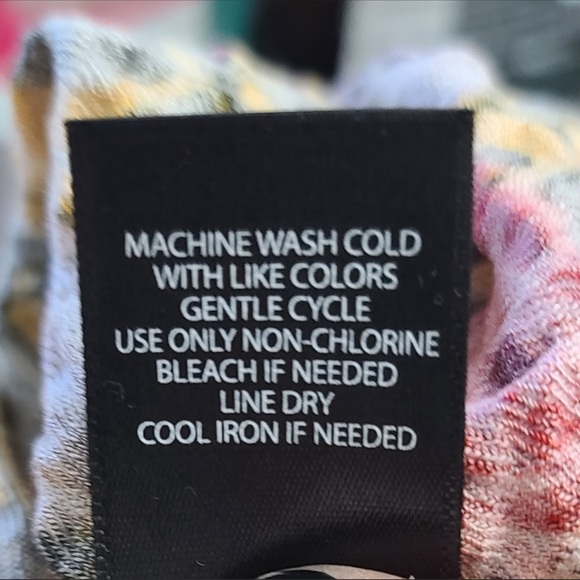 MACHINE WASH COLD
WITH LIKE COLORS
GENTLE CYCLE
USE ONLY NON-CHLORINE
BLEACH IF NEEDED
LINE DRY
COOL IRON IF NEEDED